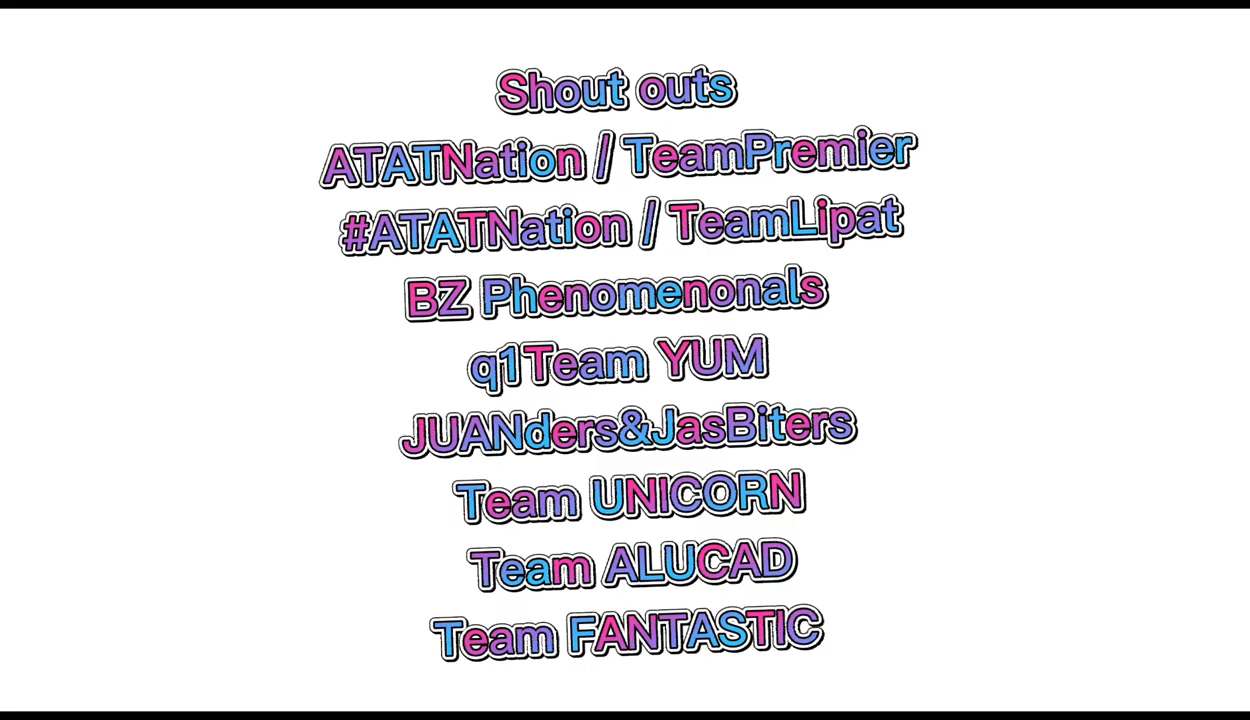 Shout outs
ATATNation / TeamPremier
#ATATNation / TeamLipat
BZ Phenomenonals
q1Team YUM
JUANders&JasBiters
Team UNICORN
Team ALUCAD
Team FANTASTIC